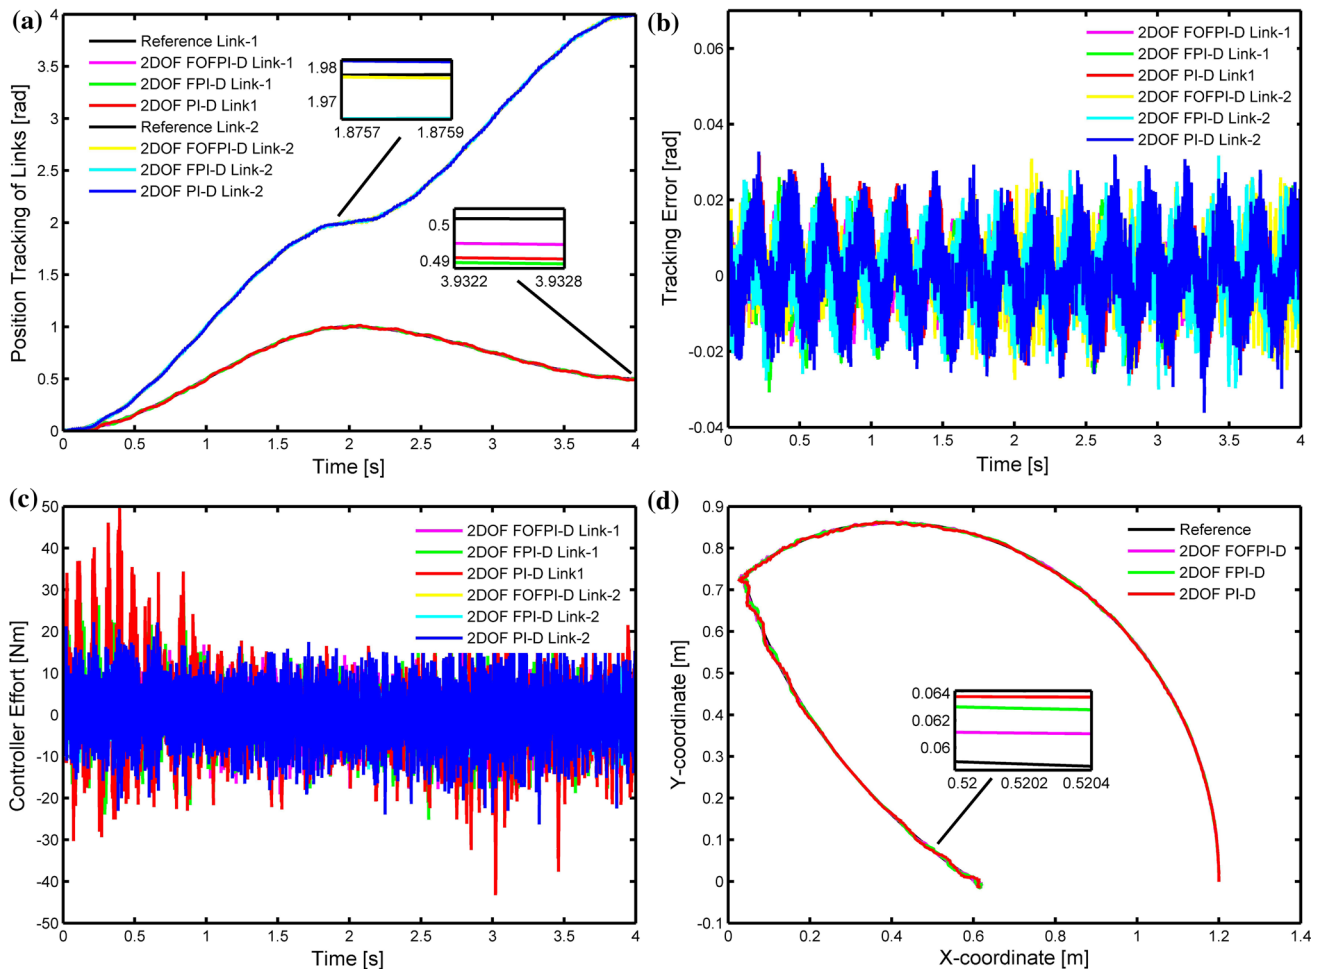 (a)
Position Tracking of Links [rad]
4
3.5
3
2.5
2
1.5
1
0.5
0
Reference Link-1
2DOF FOFPI-D Link-1
2DOF FPI-D Link-1
2DOF PI-D Link1
Reference Link-2
2DOF FOFPI-D Link-2
2DOF FPI-D Link-2
2DOF PI-D Link-2
1.98
1.97
1.8757 1.8759
0.5
0.49
3.9322 3.9328
0 0.5 1 1.5 2 2.5 3 3.5 4
Time [s]
(b)
Tracking Error [rad]
0.06
0.04
0.02
0
-0.02
-0.04
2DOF FOFPI-D Link-1
2DOF FPI-D Link-1
2DOF PI-D Link1
2DOF FOFPI-D Link-2
2DOF FPI-D Link-2
2DOF PI-D Link-2
0 0.5 1 1.5 2 2.5 3 3.5 4
Time [s]
(c)
Controller Effort [Nm]
50
40
30
20
10
0
-10
-20
-30
-40
-50
2DOF FOFPI-D Link-1
2DOF FPI-D Link-1
2DOF PI-D Link1
2DOF FOFPI-D Link-2
2DOF FPI-D Link-2
2DOF PI-D Link-2
0 0.5 1 1.5 2 2.5 3 3.5 4
Time [s]
(d)
Y-coordinate [m]
0.9
0.8
0.7
0.6
0.5
0.4
0.3
0.2
0.1
0
-0.1
Reference
2DOF FOFPI-D
2DOF FPI-D
2DOF PI-D
0.064
0.062
0.06
0.52 0.5202 0.5204
0 0.2 0.4 0.6 0.8 1 1.2 1.4
X-coordinate [m]